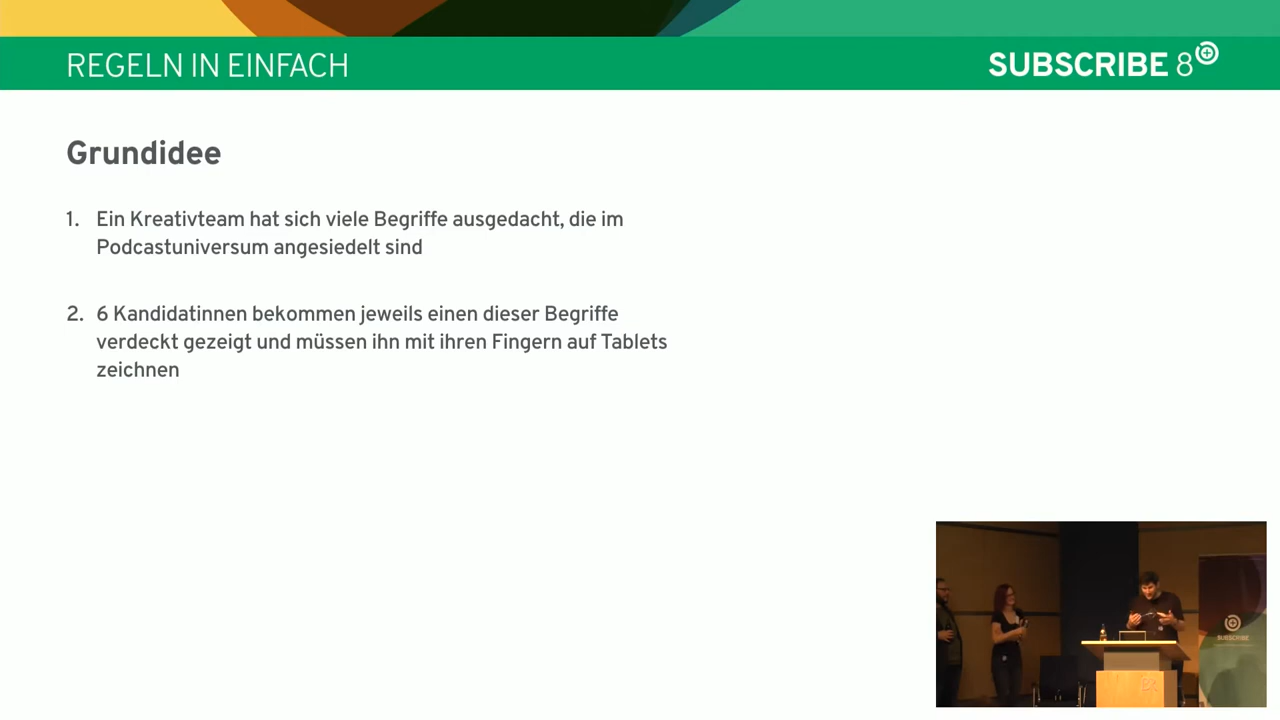 REGELN IN EINFACH
SUBSCRIBE 8
Grundidee
1. Ein Kreativteam hat sich viele Begriffe ausgedacht, die im
Podcastuniversum angesiedelt sind
2. 6 Kandidatinnen bekommen jeweils einen dieser Begriffe
verdeckt gezeigt und müssen ihn mit ihren Fingern auf Tablets
zeichnen
SUBSCRIBE